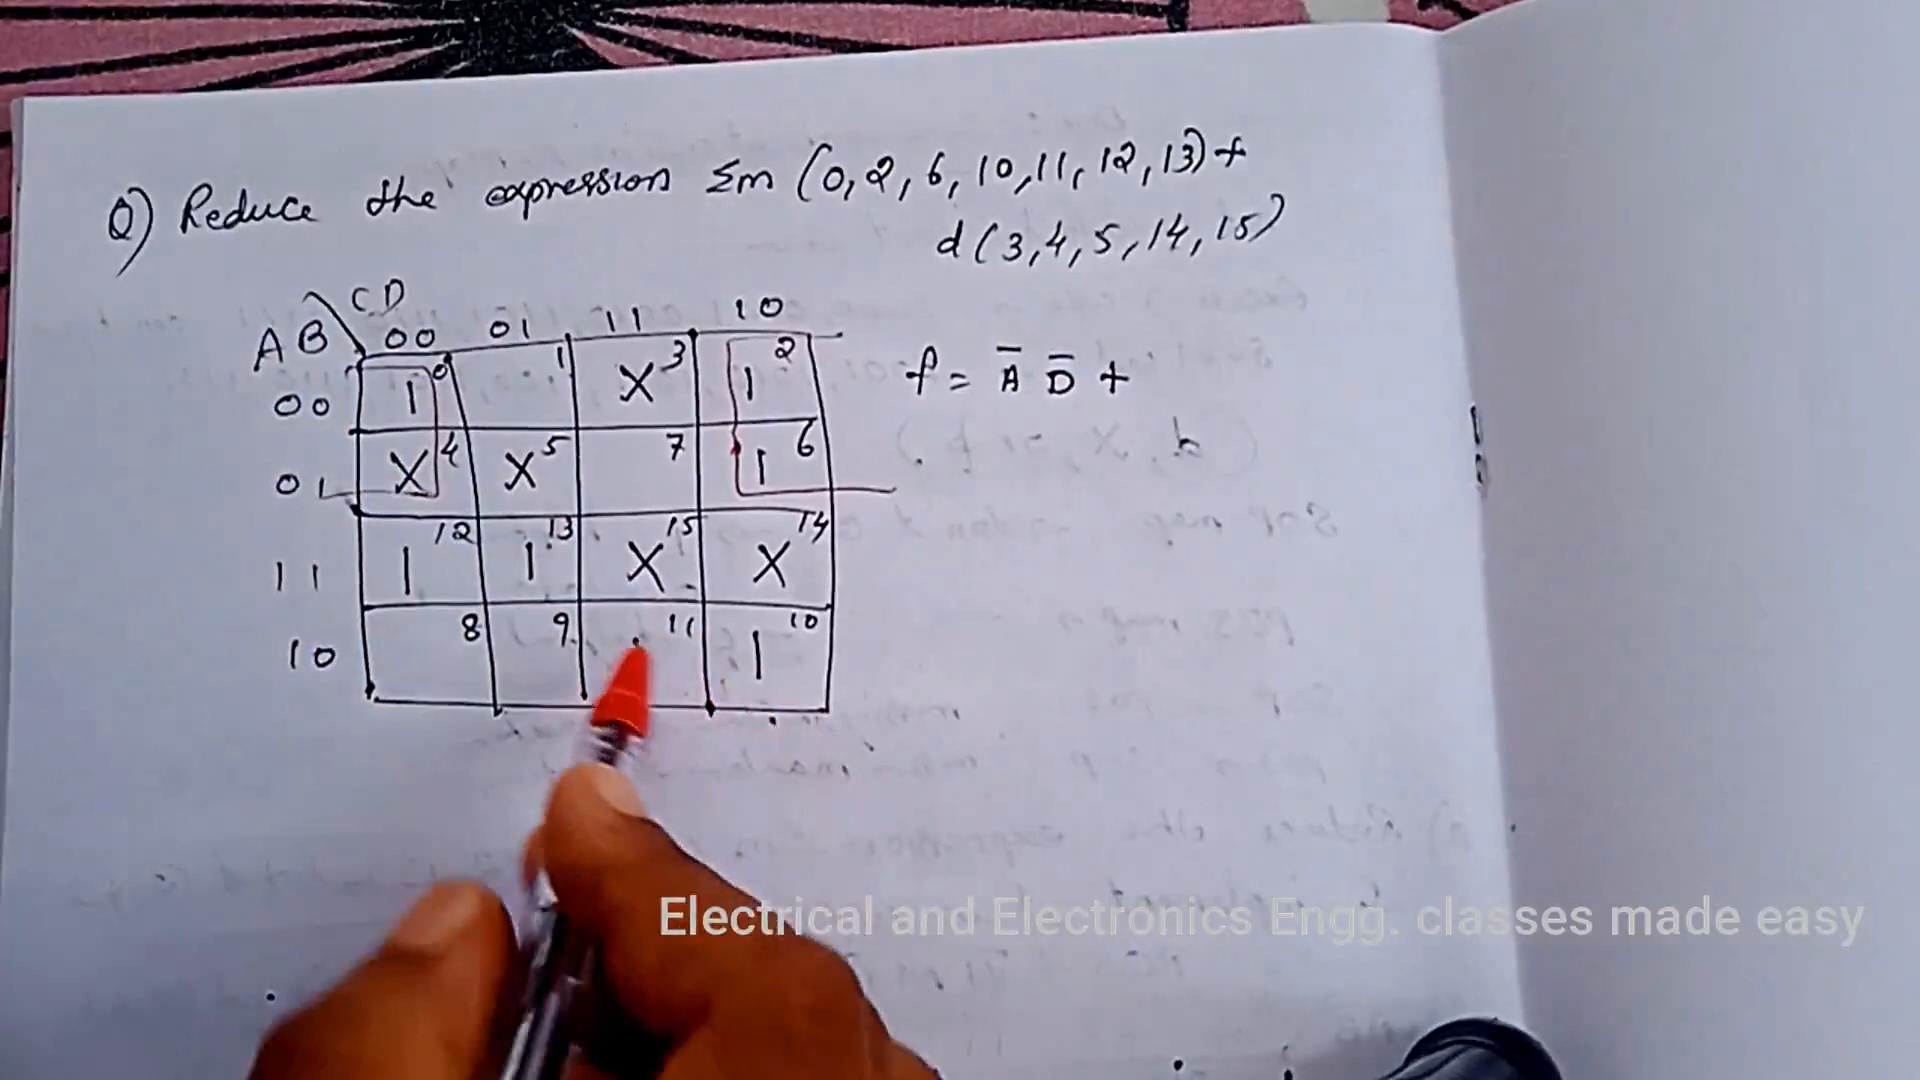 Q) Reduce the expression Σm (0, 2, 6, 10, 11, 12, 13) +
d (3, 4, 5, 14, 15)
CD
AB 00 01 11 10
00 1 0 1 X 3 1 2
01 X 4 X 5 7 1 6
11 1 12 1 13 X 15 X 14
10 8 9 11 1 10
f = A̅ D̅ +
Electrical and Electronics Engg. classes made easy